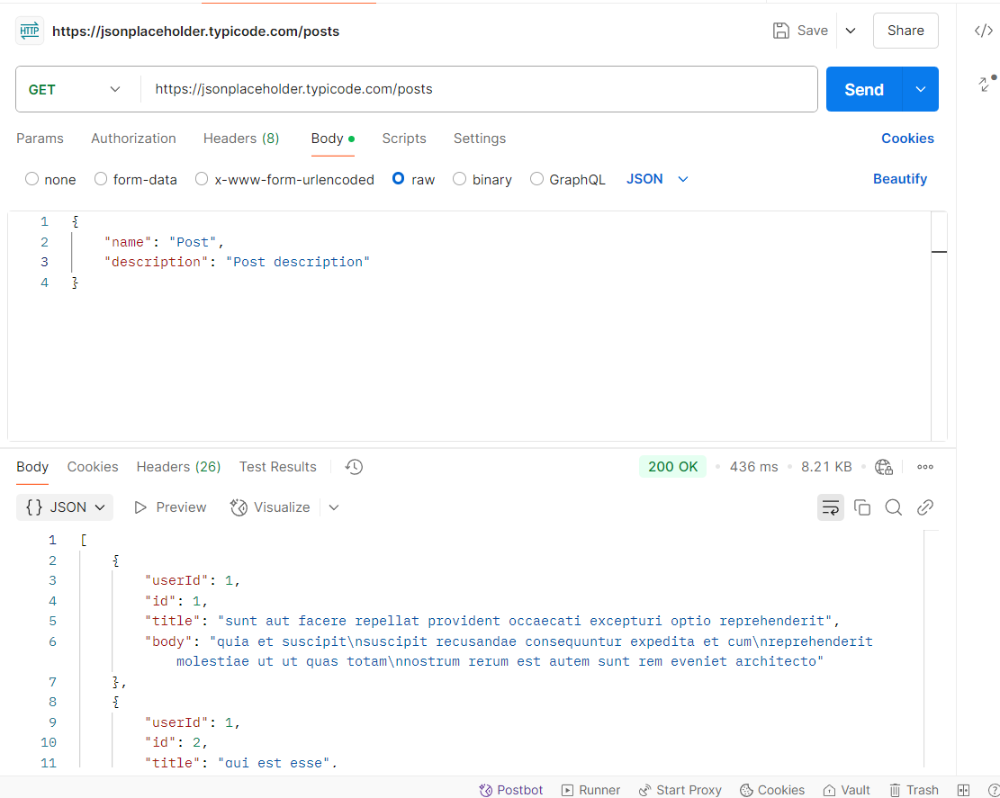 HTTP https://jsonplaceholder.typicode.com/posts Save Share </>
GET https://jsonplaceholder.typicode.com/posts Send
Params Authorization Headers (8) Body Scripts Settings Cookies
none form-data x-www-form-urlencoded raw binary GraphQL JSON Beautify
1 {
2 "name": "Post",
3 "description": "Post description"
4 }
Body Cookies Headers (26) Test Results 200 OK 436 ms 8.21 KB
{} JSON Preview Visualize
1 [
2 {
3 "userId": 1,
4 "id": 1,
5 "title": "sunt aut facere repellat provident occaecati excepturi optio reprehenderit",
6 "body": "quia et suscipit\nsuscipit recusandae consequuntur expedita et cum\nreprehenderit
molestiae ut ut quas totam\nnostrum rerum est autem sunt rem eveniet architecto"
7 },
8 {
9 "userId": 1,
10 "id": 2,
11 "title": "qui est esse",
Postbot Runner Start Proxy Cookies Vault Trash